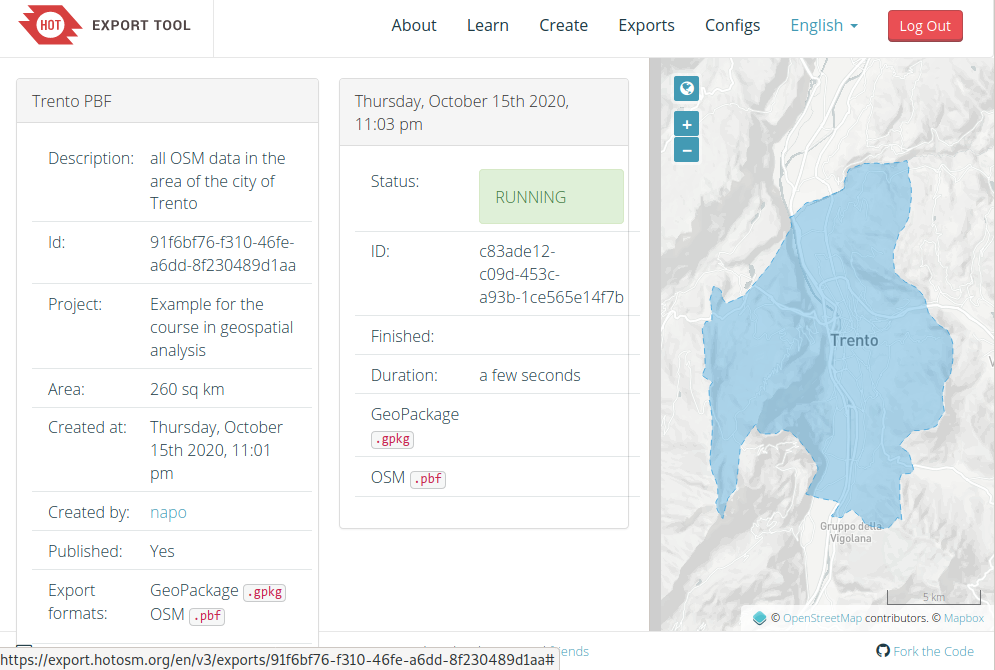 HOT EXPORT TOOL
About Learn Create Exports Configs English Log Out
Trento PBF
Description: all OSM data in the
area of the city of
Trento
Id: 91f6bf76-f310-46fe-
a6dd-8f230489d1aa
Project: Example for the
course in geospatial
analysis
Area: 260 sq km
Created at: Thursday, October
15th 2020, 11:01
pm
Created by: napo
Published: Yes
Export
formats:
GeoPackage .gpkg
OSM .pbf
Thursday, October 15th 2020,
11:03 pm
Status: RUNNING
ID: c83ade12-
c09d-453c-
a93b-1ce565e14f7b
Finished:
Duration: a few seconds
GeoPackage
.gpkg
OSM .pbf
+
−
Trento
Gruppo della
Vigolana
5 km
© OpenStreetMap contributors. © Mapbox
https://export.hotosm.org/en/v3/exports/91f6bf76-f310-46fe-a6dd-8f230489d1aa#
Fork the Code